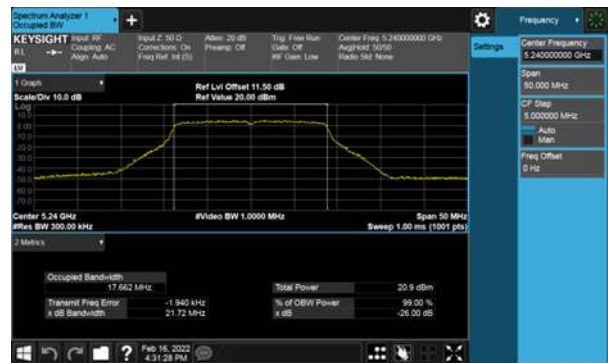 Spectrum Analyzer 1
Occupied BW
Frequency
KEYSIGHT Input: RF
R L
Coupling: AC
Align: Auto
Input Z: 50 Ω
Corrections: On
Freq Ref: Int (S)
Atten: 20 dB
Preamp: Off
Trig: Free Run
Gate: Off
#IF Gain: Low
Center Freq: 5.240000000 GHz
Avg|Hold: 50/50
Radio Std: None
Settings
Center Frequency
5.240000000 GHz
Span
50.000 MHz
CF Step
5.000000 MHz
Auto
Man
Freq Offset
0 Hz
1 Graph
Scale/Div 10.0 dB
Ref Lvl Offset 11.50 dB
Ref Value 20.00 dBm
Log
10.0
0.00
-10.0
-20.0
-30.0
-40.0
-50.0
-60.0
-70.0
Center 5.24 GHz
#Res BW 300.00 kHz
#Video BW 1.0000 MHz
Span 50 MHz
Sweep 1.00 ms (1001 pts)
2 Metrics
Occupied Bandwidth
17.662 MHz
Total Power 20.9 dBm
Transmit Freq Error -1.940 kHz
% of OBW Power 99.00 %
x dB Bandwidth 21.72 MHz
x dB -26.00 dB
?
Feb 16, 2022
4:31:28 PM